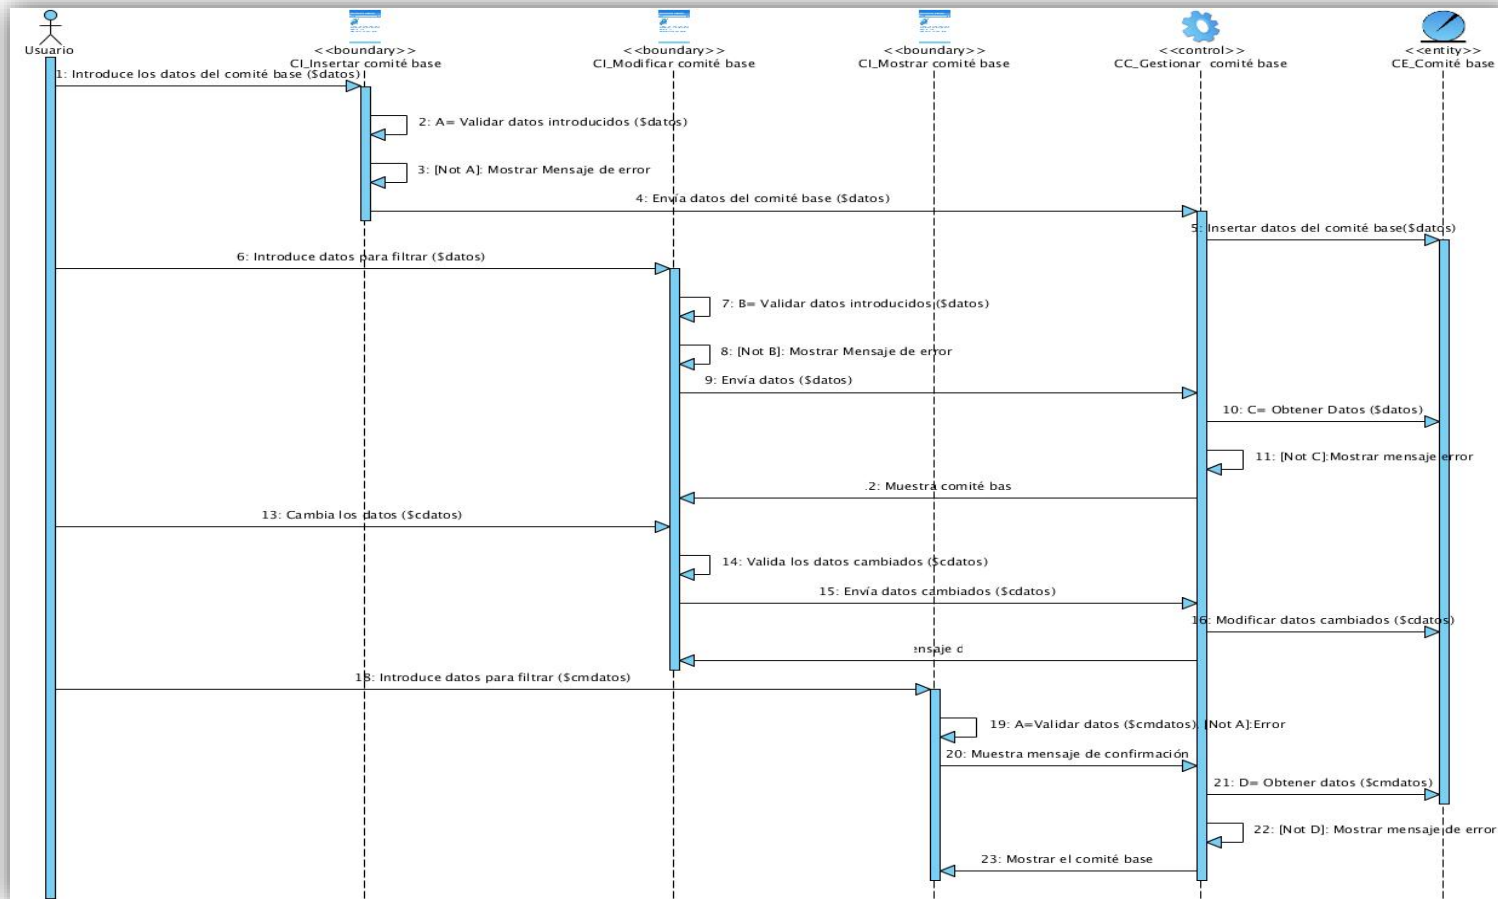 Usuario
<<boundary>>
CI_Insertar comité base
<<boundary>>
CI_Modificar comité base
<<boundary>>
CI_Mostrar comité base
<<control>>
CC_Gestionar comité base
<<entity>>
CE_Comité base
1: Introduce los datos del comité base ($datos)
2: A= Validar datos introducidos ($datos)
3: [Not A]: Mostrar Mensaje de error
4: Envía datos del comité base ($datos)
5: Insertar datos del comité base($datos)
6: Introduce datos para filtrar ($datos)
7: B= Validar datos introducidos ($datos)
8: [Not B]: Mostrar Mensaje de error
9: Envía datos ($datos)
10: C= Obtener Datos ($datos)
11: [Not C]:Mostrar mensaje error
.2: Muestra comité bas
13: Cambia los datos ($cdatos)
14: Valida los datos cambiados ($cdatos)
15: Envía datos cambiados ($cdatos)
16: Modificar datos cambiados ($cdatos)
ensaje d
18: Introduce datos para filtrar ($cmdatos)
19: A=Validar datos ($cmdatos), [Not A]:Error
20: Muestra mensaje de confirmación
21: D= Obtener datos ($cmdatos)
22: [Not D]: Mostrar mensaje de error
23: Mostrar el comité base